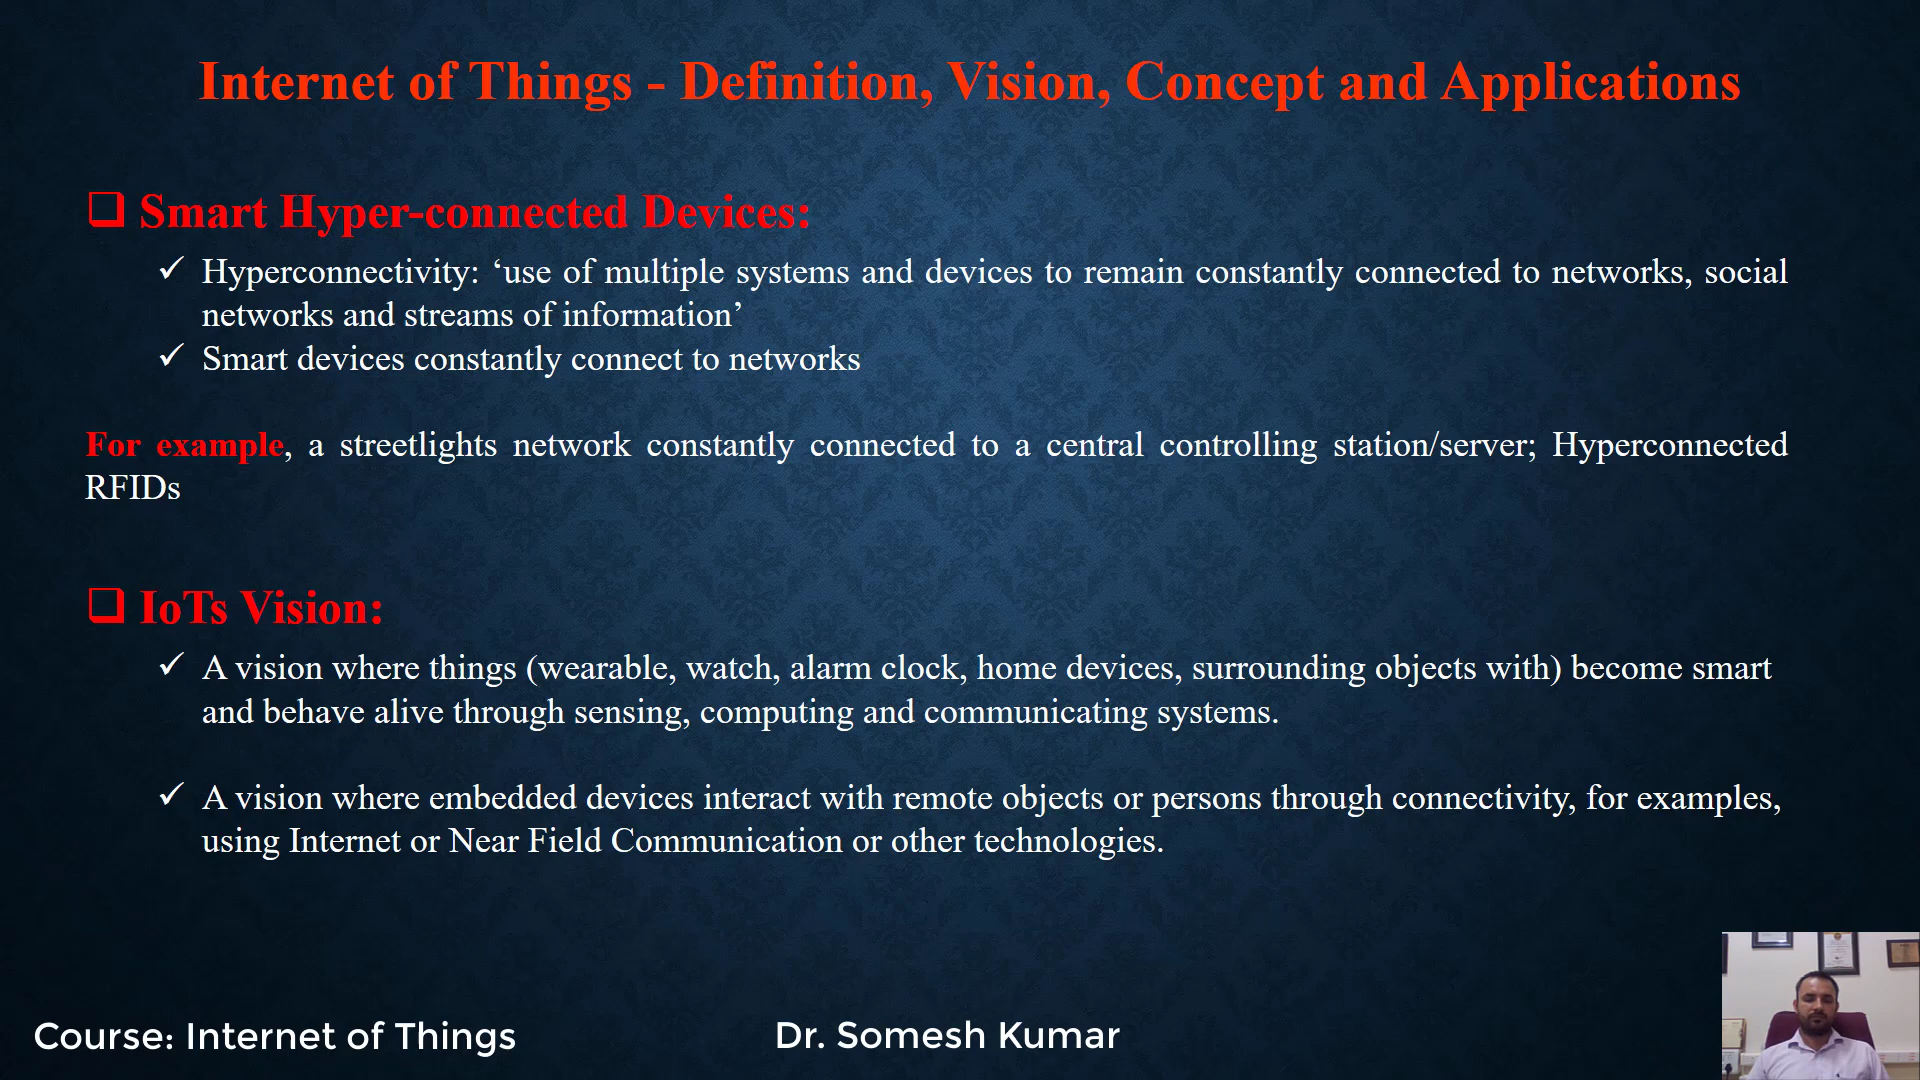 Internet of Things - Definition, Vision, Concept and Applications
Smart Hyper-connected Devices:
Hyperconnectivity: ‘use of multiple systems and devices to remain constantly connected to networks, social
networks and streams of information’
Smart devices constantly connect to networks
For example, a streetlights network constantly connected to a central controlling station/server; Hyperconnected
RFIDs
IoTs Vision:
A vision where things (wearable, watch, alarm clock, home devices, surrounding objects with) become smart
and behave alive through sensing, computing and communicating systems.
A vision where embedded devices interact with remote objects or persons through connectivity, for examples,
using Internet or Near Field Communication or other technologies.
Course: Internet of Things
Dr. Somesh Kumar